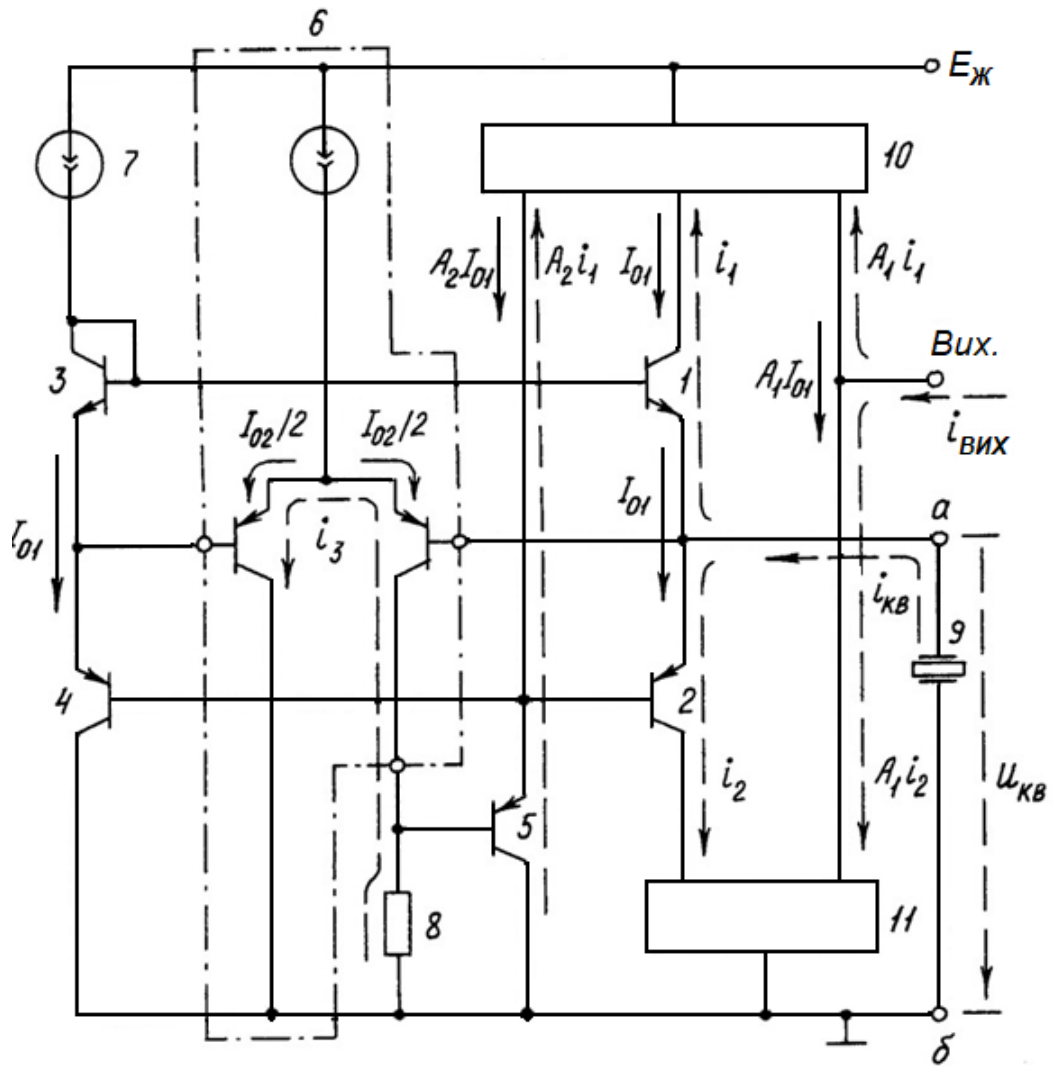 6
Eж
7
10
A₂I₀₁
A₂i₁
I₀₁
i₁
A₁i₁
3
1
A₁I₀₁
Вих.
iвих
I₀₂/2
I₀₂/2
I₀₁
I₀₁
i₃
а
iкв
9
4
2
i₂
A₁i₂
Uкв
5
8
11
б